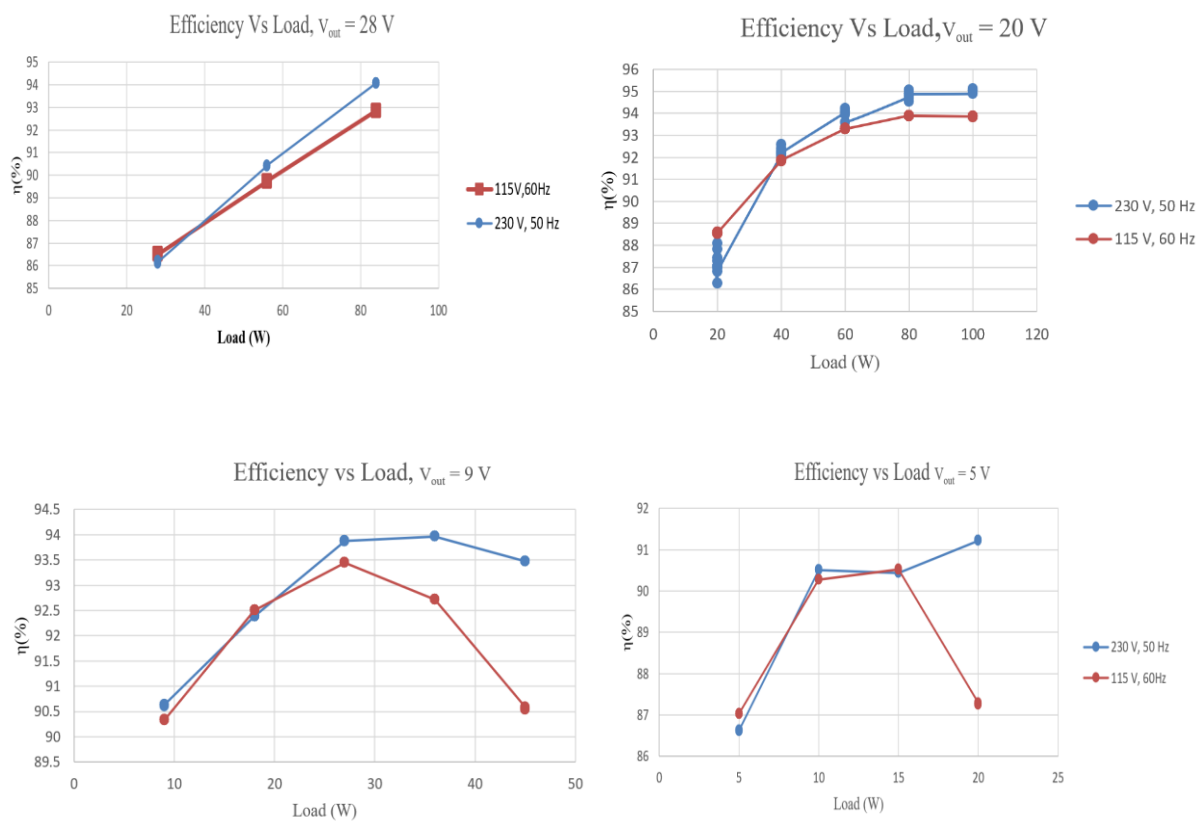 Efficiency Vs Load, Vout = 28 V
95
94
93
92
91
90
89
88
87
86
85
η(%)
0 20 40 60 80 100
Load (W)
115V,60Hz
230 V, 50 Hz
Efficiency Vs Load,Vout = 20 V
96
95
94
93
92
91
90
89
88
87
86
85
η(%)
0 20 40 60 80 100 120
Load (W)
230 V, 50 Hz
115 V, 60 Hz
Efficiency vs Load, Vout = 9 V
94.5
94
93.5
93
92.5
92
91.5
91
90.5
90
89.5
η(%)
0 10 20 30 40 50
Load (W)
Efficiency vs Load Vout = 5 V
92
91
90
89
88
87
86
η(%)
0 5 10 15 20 25
Load (W)
230 V, 50 Hz
115 V, 60Hz